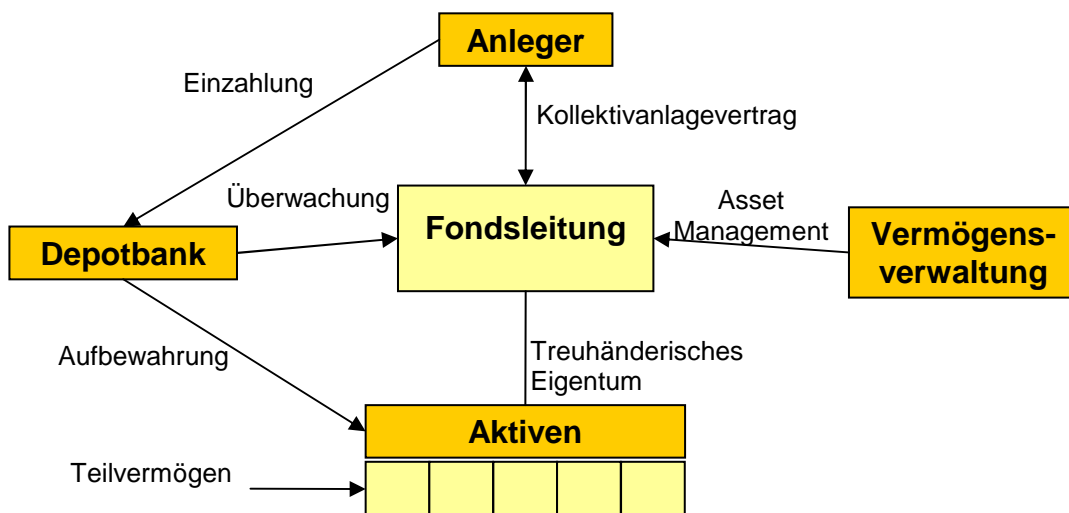 Anleger
Einzahlung
Kollektivanlagevertrag
Überwachung
Fondsleitung
Asset
Management
Depotbank
Vermögens-
verwaltung
Aufbewahrung
Treuhänderisches
Eigentum
Aktiven
Teilvermögen